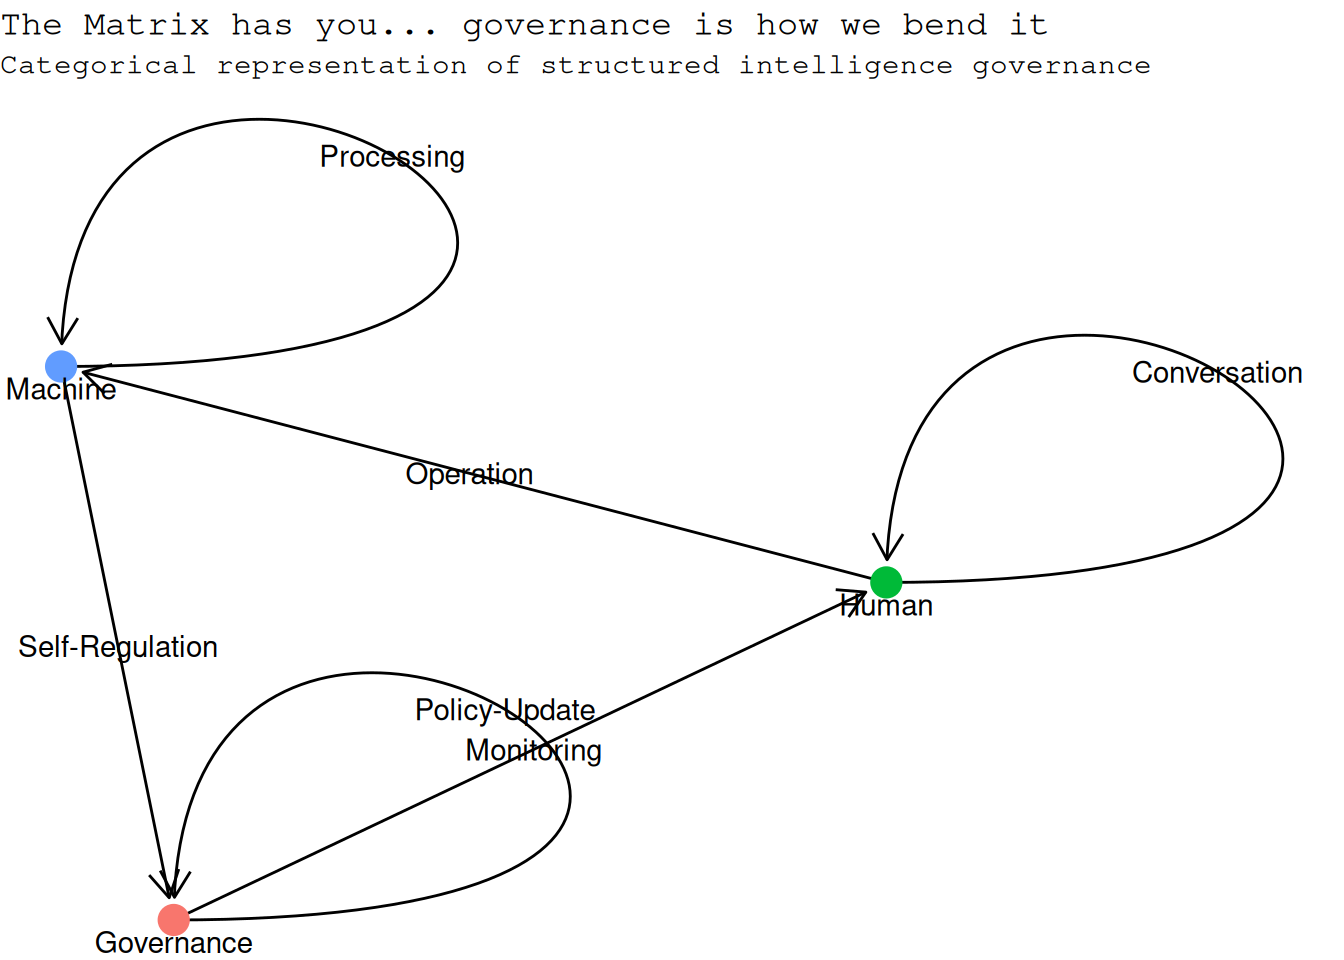 The Matrix has you... governance is how we bend it
Categorical representation of structured intelligence governance
Processing
Conversation
Machine
Operation
Human
Self-Regulation
Policy-Update
Monitoring
Governance